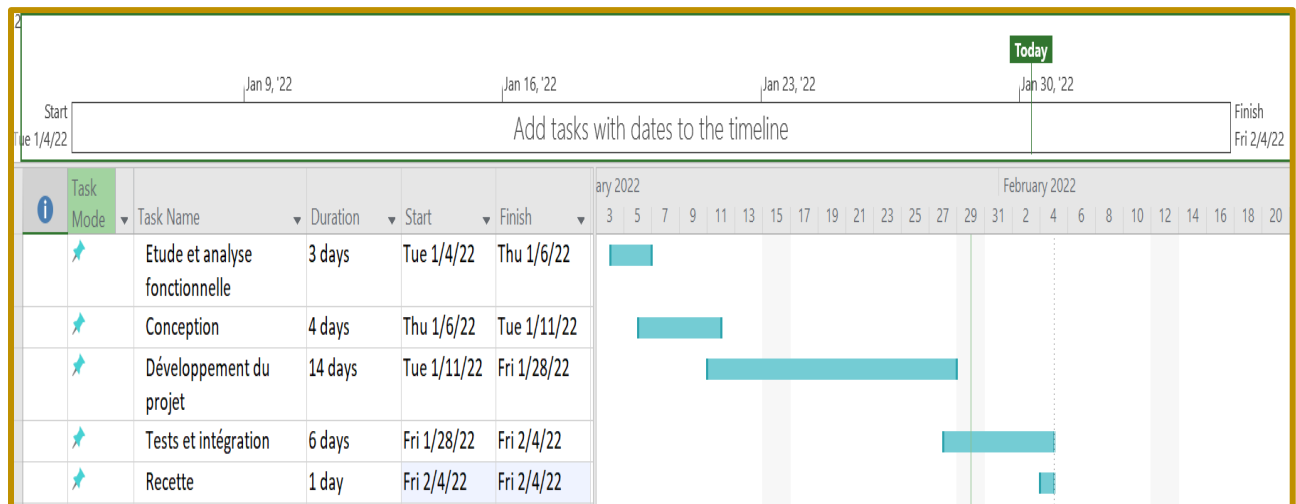 2
Today
Jan 9, '22 Jan 16, '22 Jan 23, '22 Jan 30, '22
Start
Tue 1/4/22
Add tasks with dates to the timeline
Finish
Fri 2/4/22
Task Mode Task Name Duration Start Finish
ary 2022 February 2022
3 5 7 9 11 13 15 17 19 21 23 25 27 29 31 2 4 6 8 10 12 14 16 18 20
Etude et analyse fonctionnelle 3 days Tue 1/4/22 Thu 1/6/22
Conception 4 days Thu 1/6/22 Tue 1/11/22
Développement du projet 14 days Tue 1/11/22 Fri 1/28/22
Tests et intégration 6 days Fri 1/28/22 Fri 2/4/22
Recette 1 day Fri 2/4/22 Fri 2/4/22